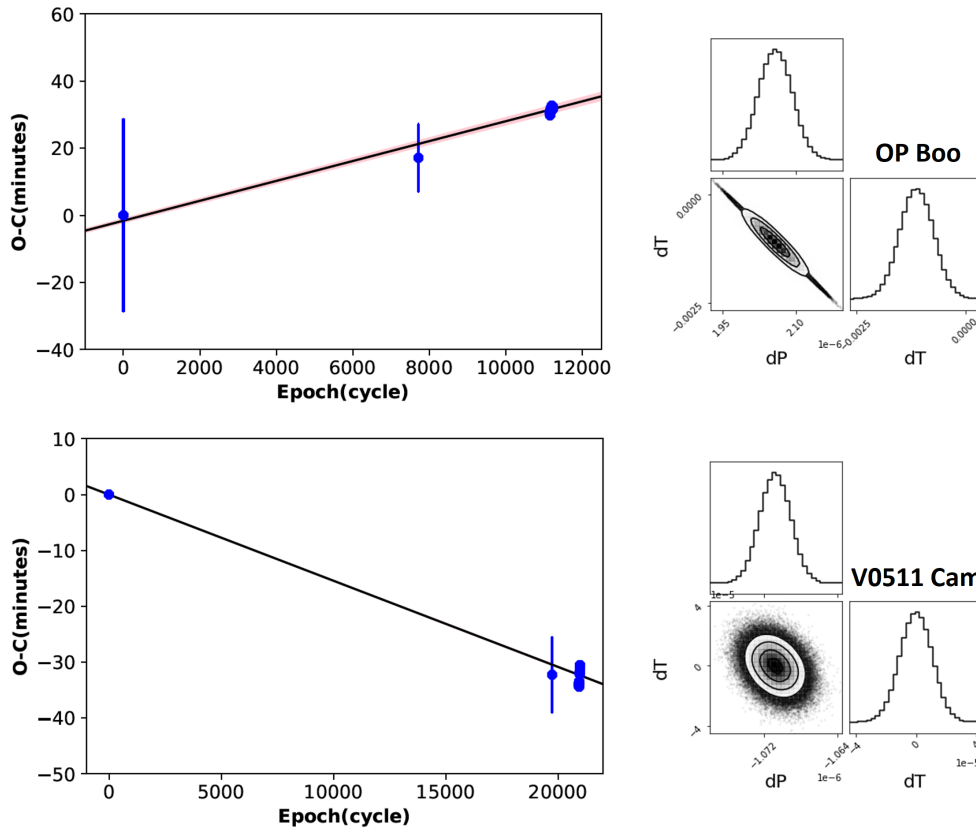 60
40
20
0
−20
−40
O-C(minutes)
0 2000 4000 6000 8000 10000 12000
Epoch(cycle)
OP Boo
0.0000
−0.0025
dT
1.95 2.10
1e−6
dP
−0.0025 0.0000
dT
10
0
−10
−20
−30
−40
−50
O-C(minutes)
0 5000 10000 15000 20000
Epoch(cycle)
V0511 Cam
1e−5
4
0
−4
dT
−1.072 −1.064
1e−6
dP
−4 0 4
1e−5
dT